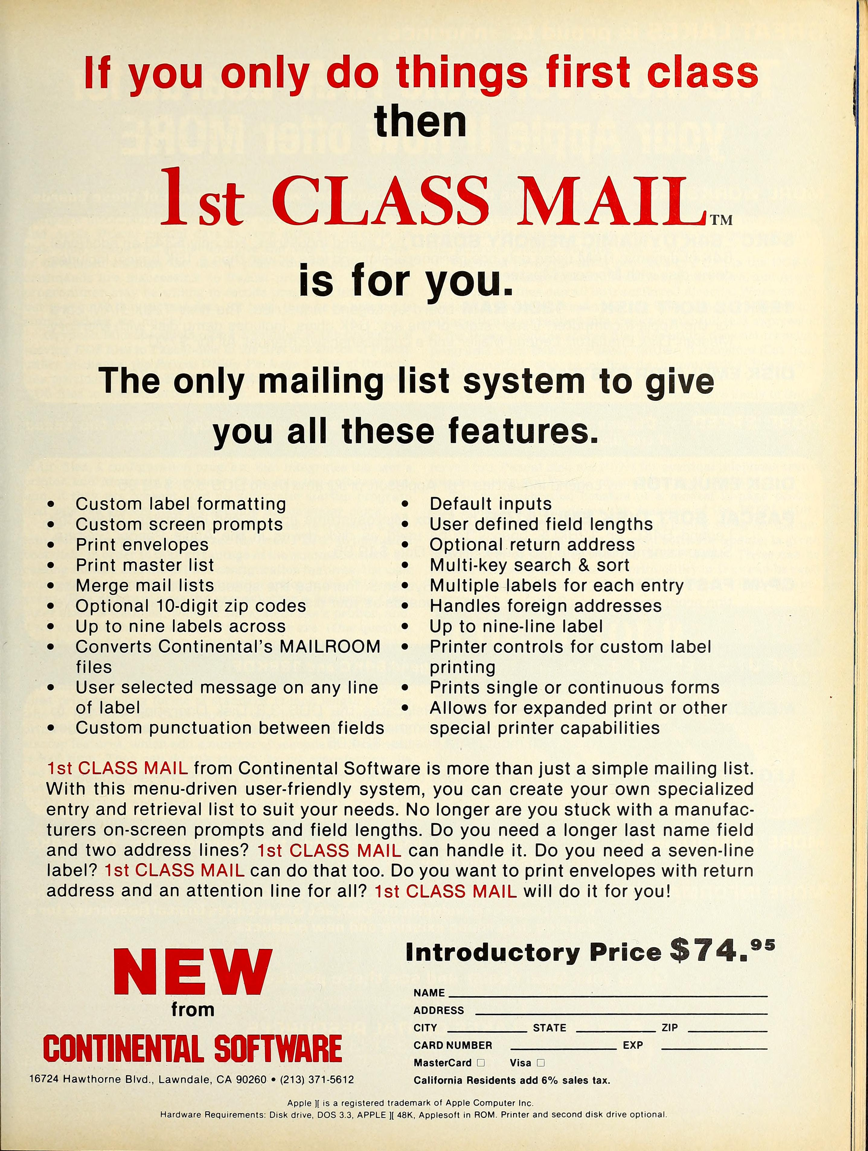 If you only do things first class
then
1st CLASS MAIL™
is for you.
The only mailing list system to give
you all these features.
• Custom label formatting
• Custom screen prompts
• Print envelopes
• Print master list
• Merge mail lists
• Optional 10-digit zip codes
• Up to nine labels across
• Converts Continental's MAILROOM
files
• User selected message on any line
of label
• Custom punctuation between fields
• Default inputs
• User defined field lengths
• Optional return address
• Multi-key search & sort
• Multiple labels for each entry
• Handles foreign addresses
• Up to nine-line label
• Printer controls for custom label
printing
• Prints single or continuous forms
• Allows for expanded print or other
special printer capabilities
1st CLASS MAIL from Continental Software is more than just a simple mailing list.
With this menu-driven user-friendly system, you can create your own specialized
entry and retrieval list to suit your needs. No longer are you stuck with a manufac-
turers on-screen prompts and field lengths. Do you need a longer last name field
and two address lines? 1st CLASS MAIL can handle it. Do you need a seven-line
label? 1st CLASS MAIL can do that too. Do you want to print envelopes with return
address and an attention line for all? 1st CLASS MAIL will do it for you!
NEW
from
CONTINENTAL SOFTWARE
16724 Hawthorne Blvd., Lawndale, CA 90260 • (213) 371-5612
Introductory Price $74.95
NAME
ADDRESS
CITY STATE ZIP
CARD NUMBER EXP
MasterCard □ Visa □
California Residents add 6% sales tax.
Apple ][ is a registered trademark of Apple Computer Inc.
Hardware Requirements: Disk drive, DOS 3.3, APPLE ][ 48K, Applesoft in ROM. Printer and second disk drive optional.